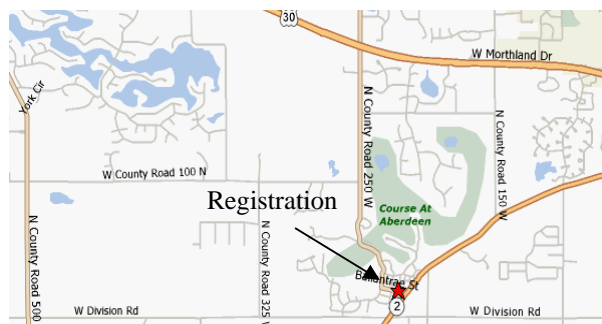 30
W Morthland Dr
York Cir
N County Road 250 W
N County Road 150 W
W County Road 100 N
Registration
Course At
Aberdeen
N County Road 500
N County Road 325 W
Ballantrae St
W Division Rd
2
W Division Rd